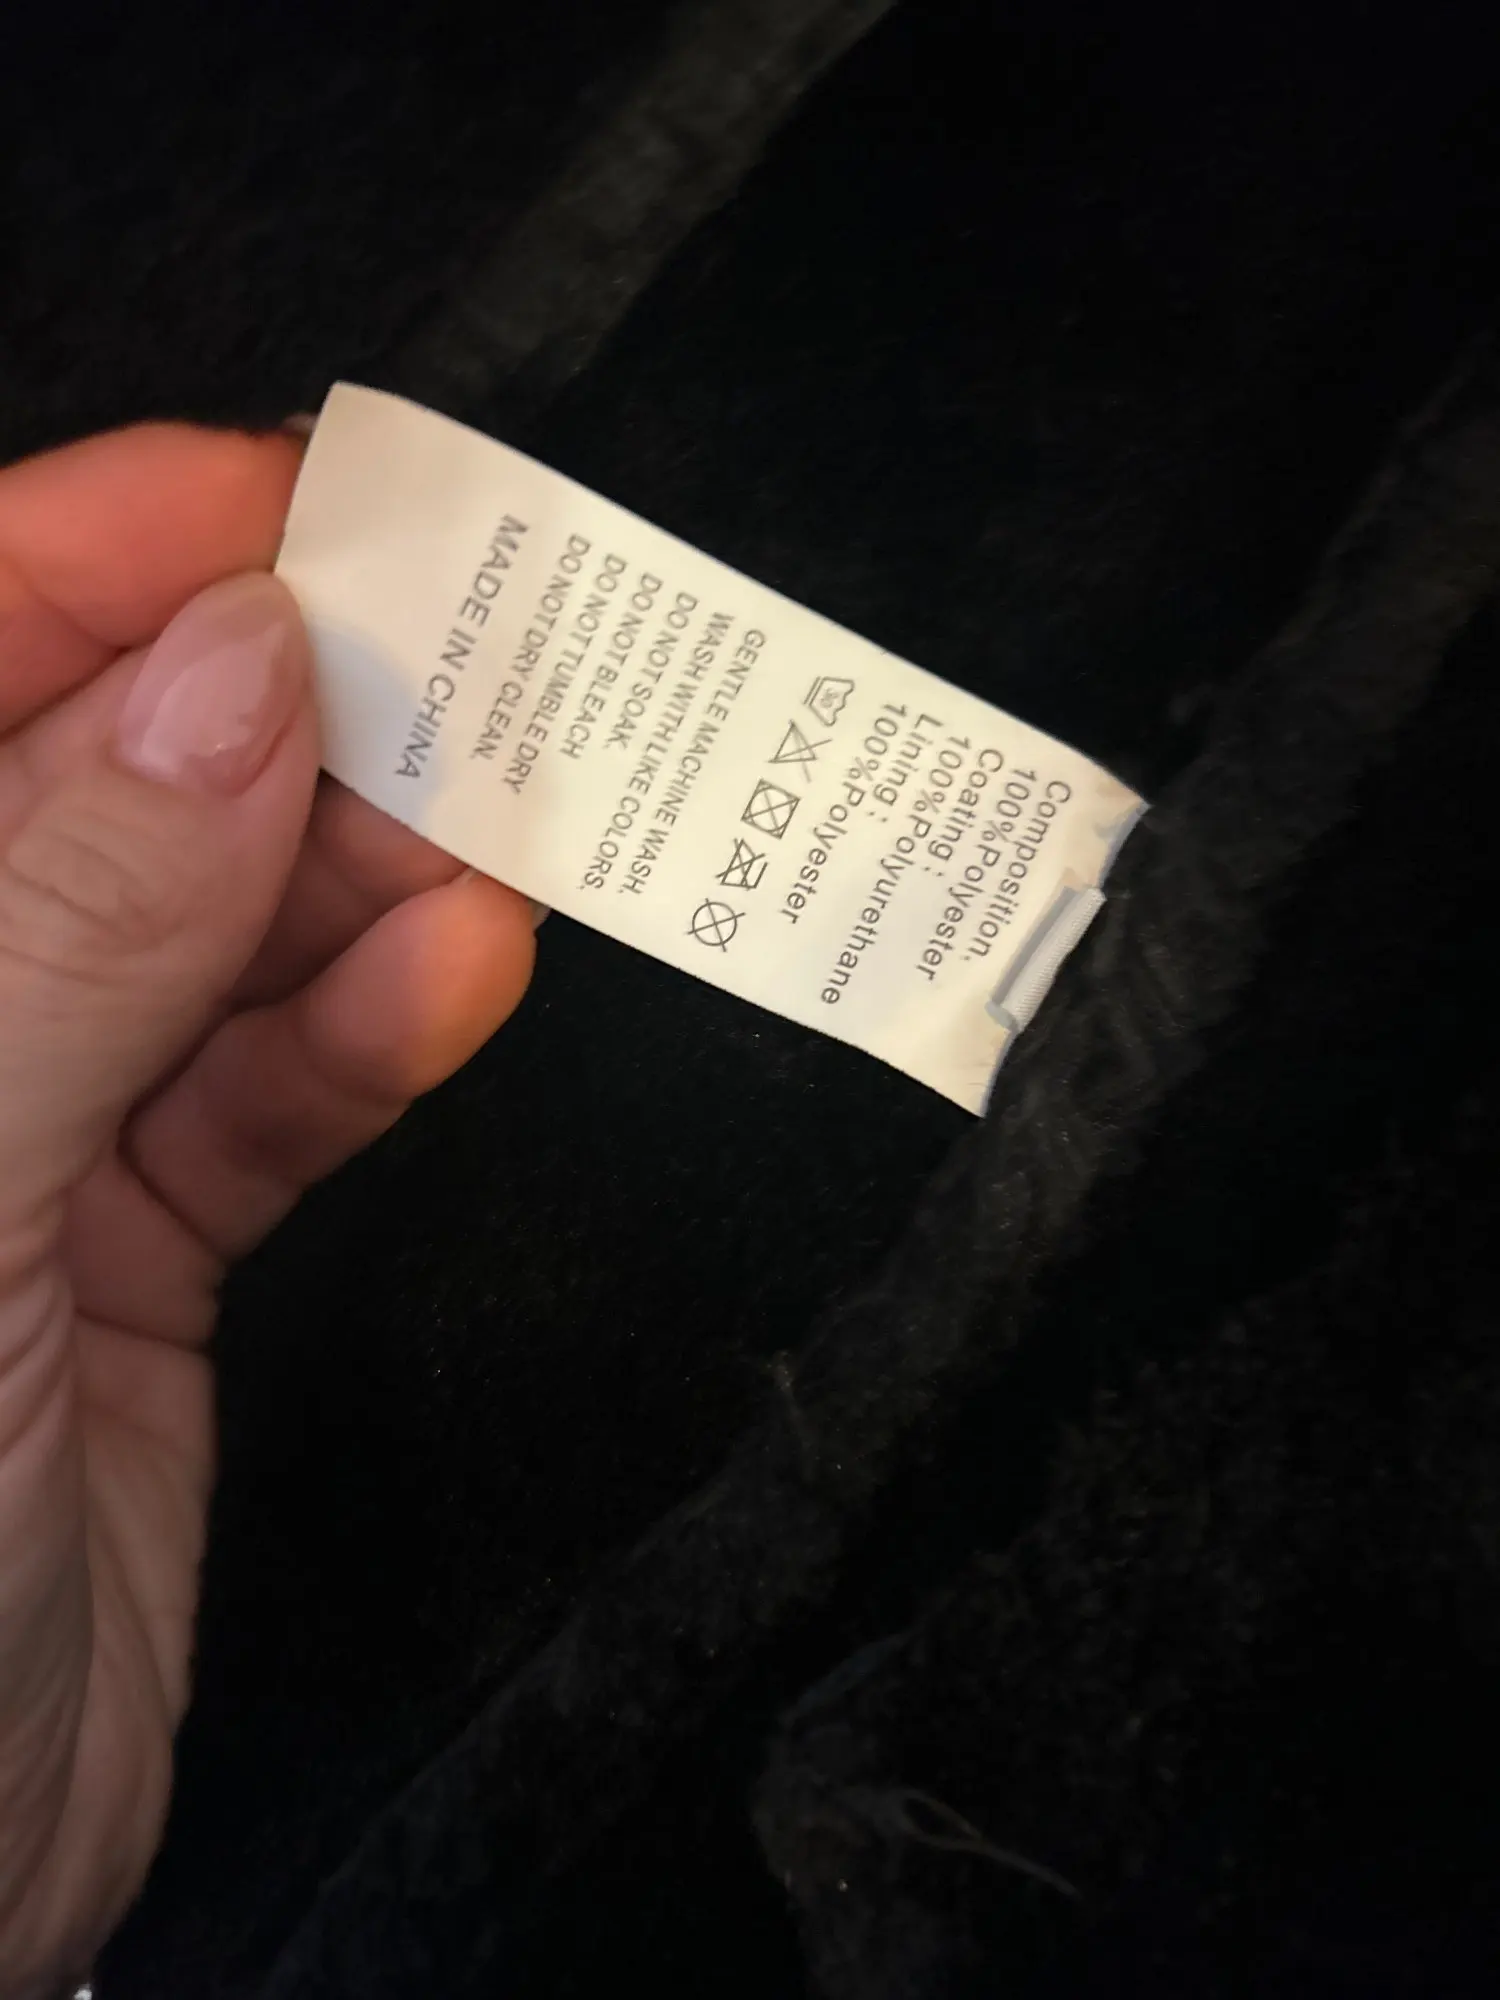 Composition,
100%Polyester
Coating :
100%Polyurethane
Lining :
100%Polyester
30
GENTLE MACHINE WASH.
WASH WITH LIKE COLORS.
DO NOT SOAK.
DO NOT BLEACH
DO NOT TUMBLE DRY
DO NOT DRY CLEAN.
MADE IN CHINA